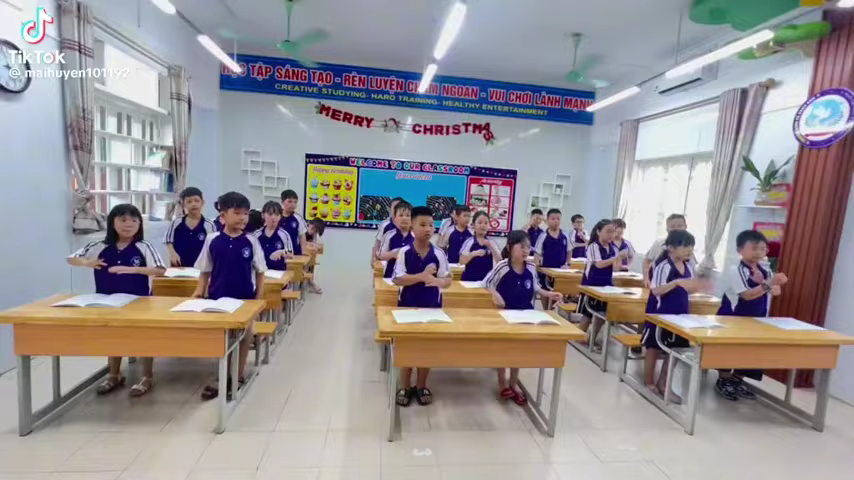 TikTok
@maihuyen101192
HỌC TẬP SÁNG TẠO - RÈN LUYỆN CHĂM NGOAN - VUI CHƠI LÀNH MẠNH
CREATIVE STUDYING - HARD TRAINING - HEALTHY ENTERTAINMENT
MERRY CHRISTMAS
WELCOME TO OUR CLASSROOM